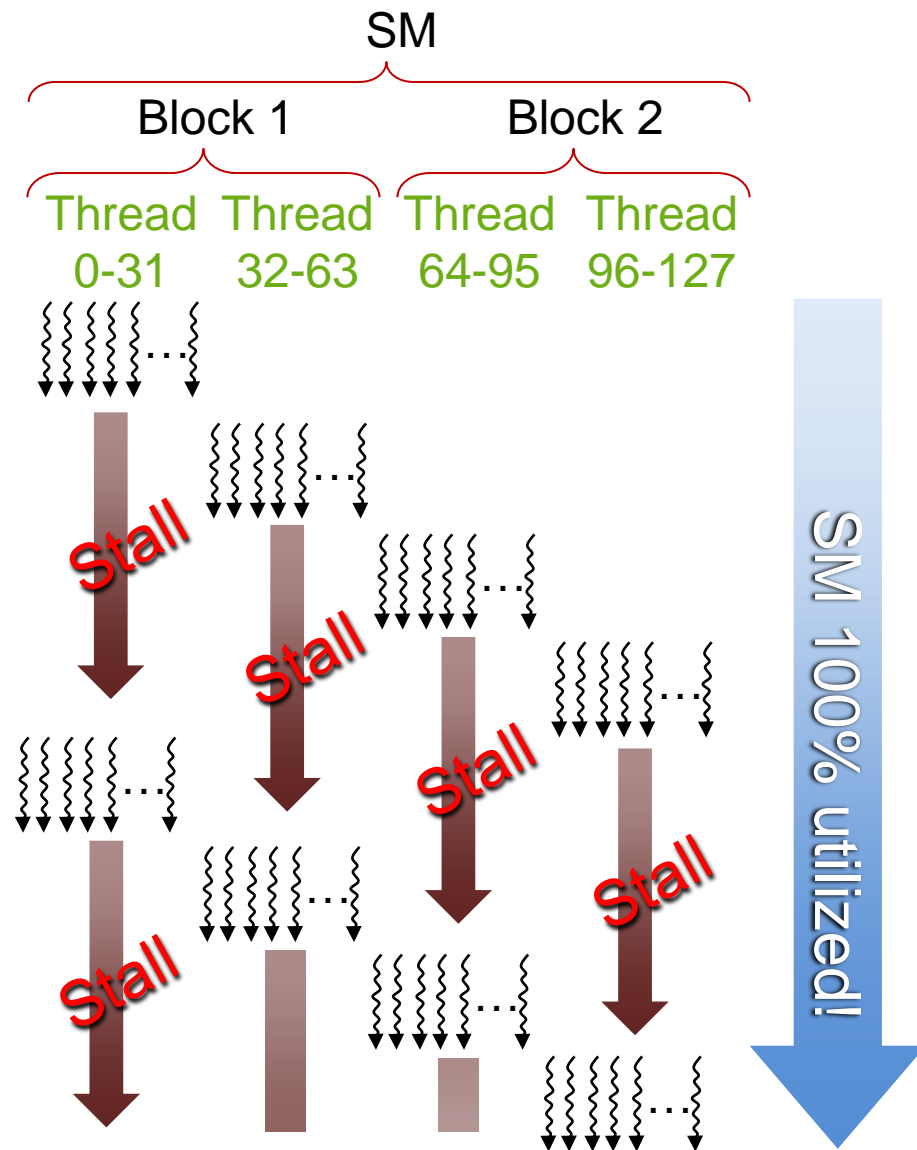 SM
Block 1
Block 2
Thread
0-31
Thread
32-63
Thread
64-95
Thread
96-127
...
...
...
...
...
...
...
...
Stall
Stall
Stall
Stall
Stall
SM 100% utilized!